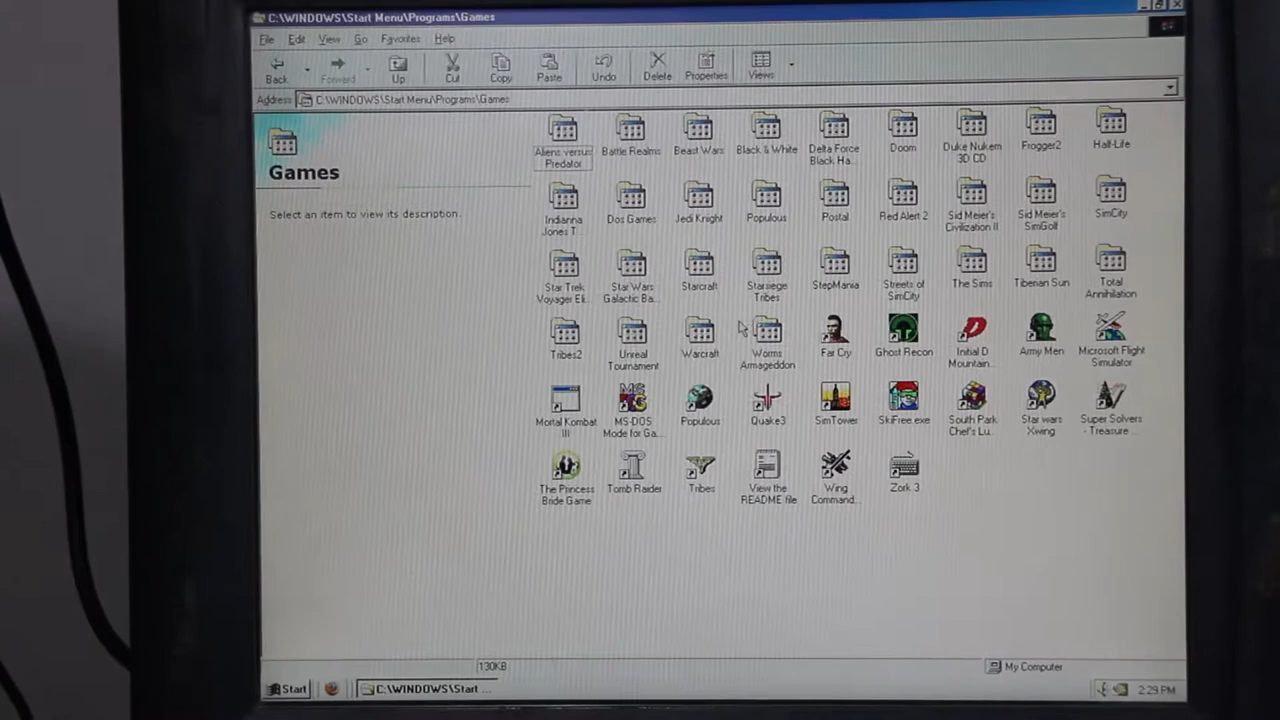 C:\WINDOWS\Start Menu\Programs\Games
File Edit View Go Favorites Help
Back Forward Up Cut Copy Paste Undo Delete Properties Views
Address C:\WINDOWS\Start Menu\Programs\Games
Games
Select an item to view its description.
Aliens versus Predator
Battle Realms
Beast Wars
Black & White
Delta Force Black Ha...
Doom
Duke Nukem 3D CD
Frogger2
Half-Life
Indianna Jones T...
Dos Games
Jedi Knight
Populous
Postal
Red Alert 2
Sid Meier's Civilization II
Sid Meier's SimGolf
SimCity
Star Trek Voyager Eli...
Star Wars Galactic Ba...
Starcraft
Starsiege Tribes
StepMania
Streets of SimCity
The Sims
Tiberian Sun
Total Annihilation
Tribes2
Unreal Tournament
Warcraft
Worms Armageddon
Far Cry
Ghost Recon
Initial D Mountain...
Army Men
Microsoft Flight Simulator
Mortal Kombat III
MS-DOS Mode for Ga...
Populous
Quake3
SimTower
SkiFree.exe
South Park Chef's Lu...
Star wars Xwing
Super Solvers - Treasure ...
The Princess Bride Game
Tomb Raider
Tribes
View the README file
Wing Command...
Zork 3
130KB
My Computer
Start
C:\WINDOWS\Start ...
2:29 PM